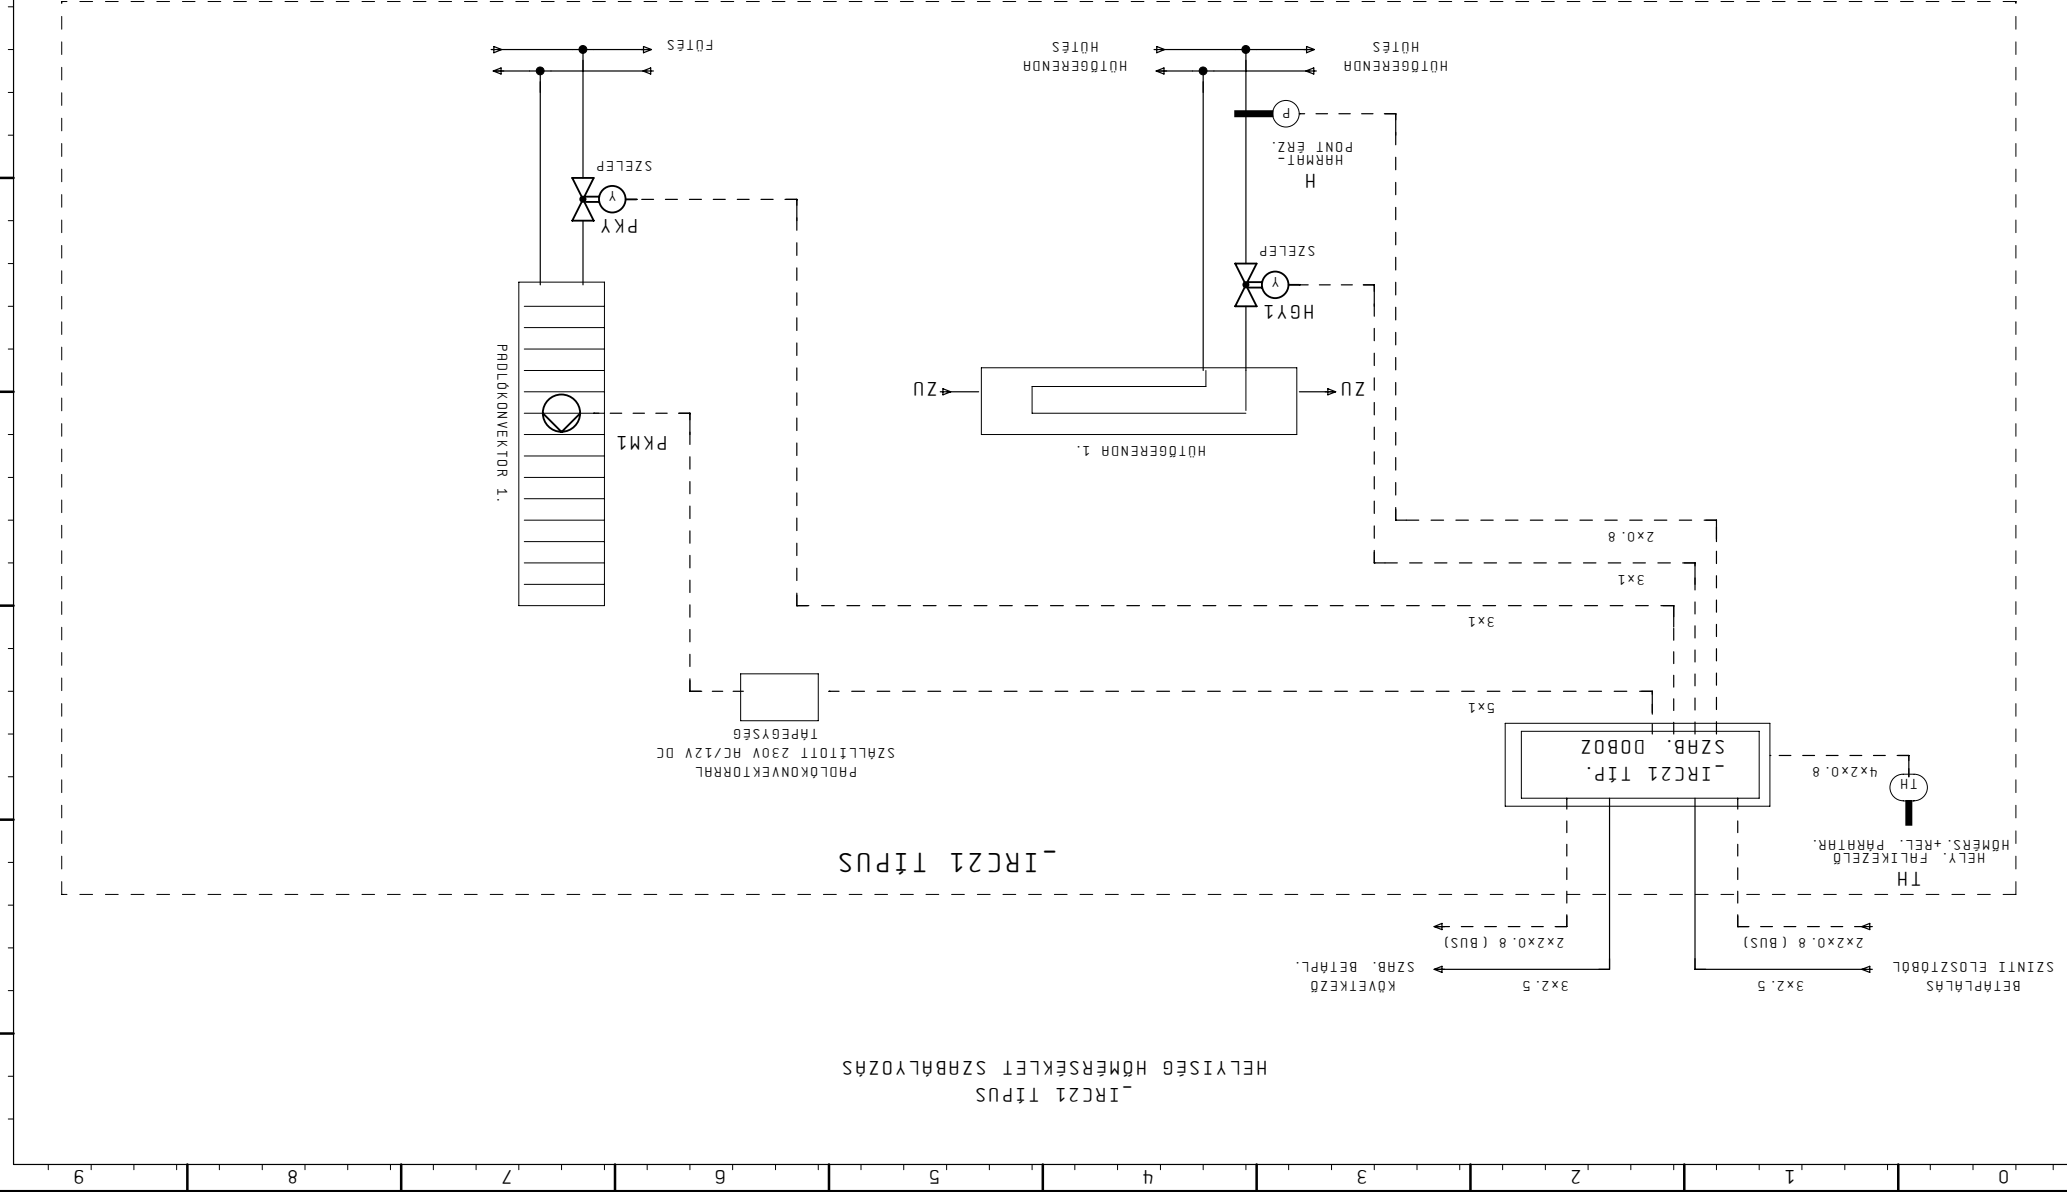 0 1 2 3 4 5 6 7 8 9
_IRC21 TÍPUS
HELYISÉG HŐMÉRSÉKLET SZABÁLYOZÁS
BETÁPLÁLÁS
SZINTI ELOSZTÓBÓL
3x2.5
2x2x0.8 (BUS)
3x2.5
2x2x0.8 (BUS)
KÖVETKEZŐ
SZAB. BETÁPL.
TH
HELY. FALIKEZELŐ
HŐMÉRS.+REL. PÁRATAR.
TH
4x2x0.8
_IRC21 TÍPUS
_IRC21 TÍP.
SZAB. DOBOZ
PADLÓKONVEKTORRAL
SZÁLLÍTOTT 230V AC/12V DC
TÁPEGYSÉG
5x1
3x1
3x1
2x0.8
HŰTŐGERENDA 1.
ZU
ZU
PKM1
PADLÓKONVEKTOR 1.
HGY1
Y
SZELEP
PKY
Y
SZELEP
H
HARMAT-
PONT ÉRZ.
P
HŰTŐGERENDA
HŰTÉS
HŰTŐGERENDA
HŰTÉS
FŰTÉS